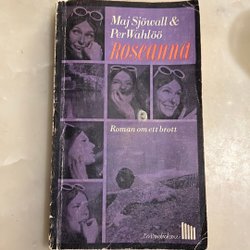 Maj Sjöwall &
Per Wahlöö
Roseanna
Roman om ett brott